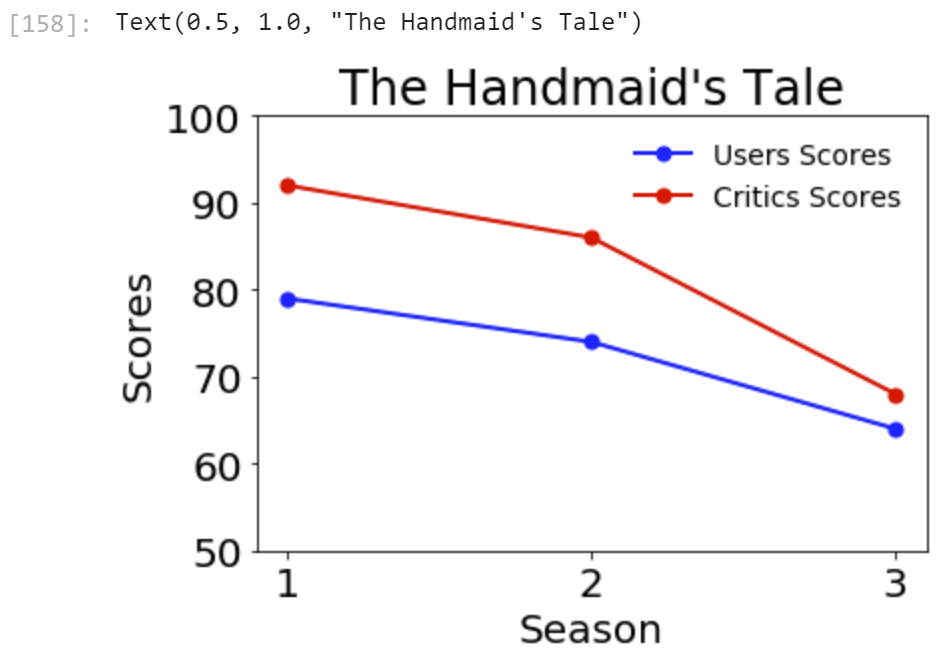 [158]: Text(0.5, 1.0, "The Handmaid's Tale")
The Handmaid's Tale
100
90
80
70
60
50
Scores
Users Scores
Critics Scores
1 2 3
Season